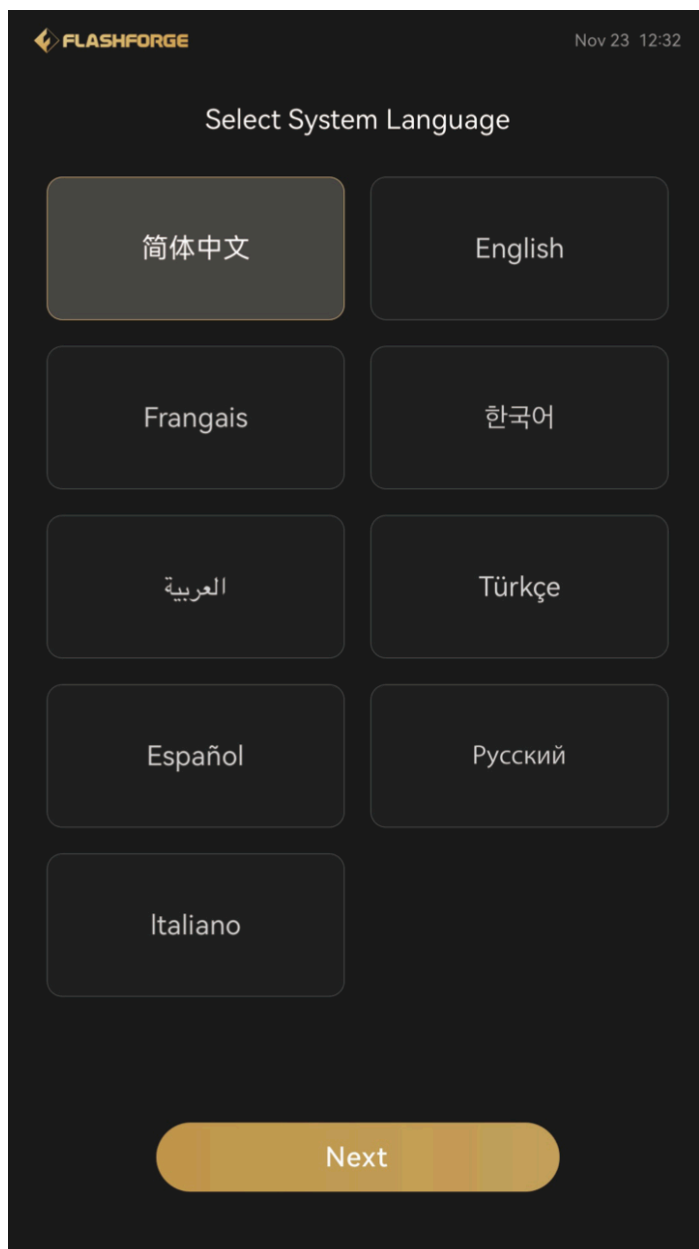 FLASHFORGE
Nov 23 12:32
Select System Language
简体中文
English
Frangais
한국어
العربية
Türkçe
Español
Русский
Italiano
Next